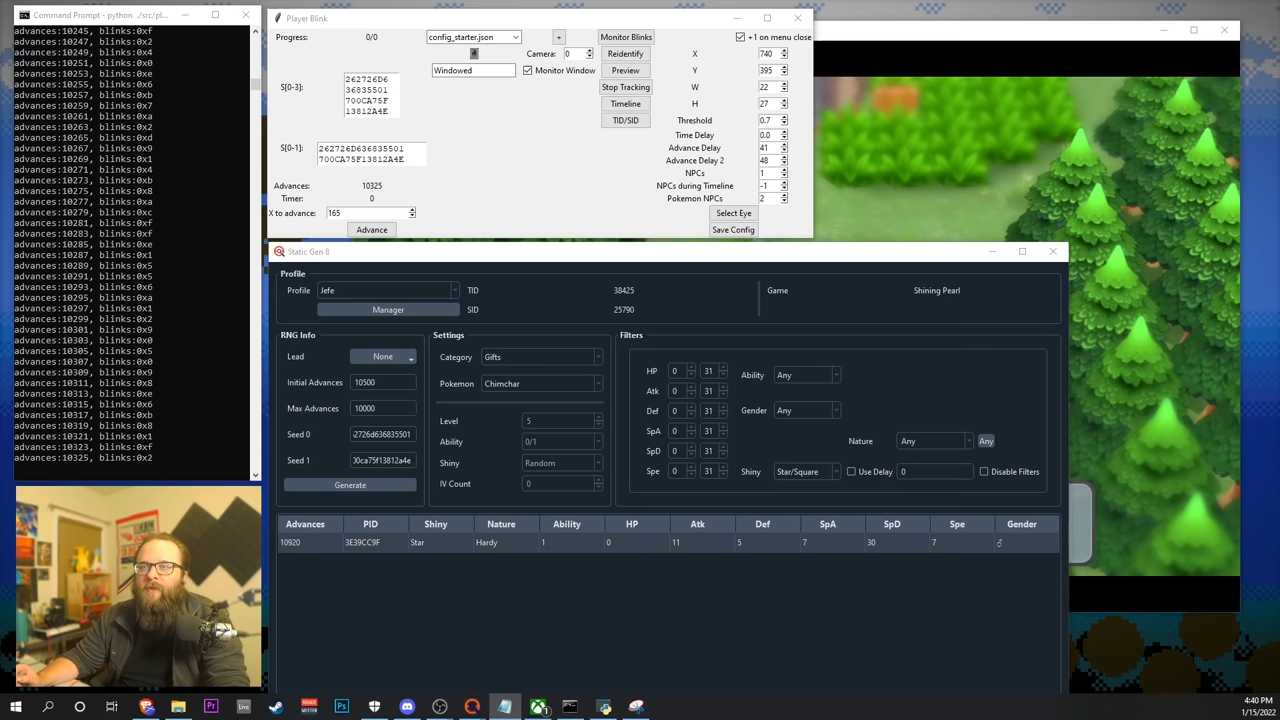 Command Prompt - python ./src/pl...
advances:10245, blinks:0xf
advances:10247, blinks:0x2
advances:10249, blinks:0x4
advances:10251, blinks:0x0
advances:10253, blinks:0xe
advances:10255, blinks:0x6
advances:10257, blinks:0xb
advances:10259, blinks:0x7
advances:10261, blinks:0xa
advances:10263, blinks:0x2
advances:10265, blinks:0xd
advances:10267, blinks:0x9
advances:10269, blinks:0x1
advances:10271, blinks:0x4
advances:10273, blinks:0xb
advances:10275, blinks:0x8
advances:10277, blinks:0xa
advances:10279, blinks:0xc
advances:10281, blinks:0xf
advances:10283, blinks:0xf
advances:10285, blinks:0xe
advances:10287, blinks:0x1
advances:10289, blinks:0x5
advances:10291, blinks:0x5
advances:10293, blinks:0x6
advances:10295, blinks:0xa
advances:10297, blinks:0x1
advances:10299, blinks:0x2
advances:10301, blinks:0x9
advances:10303, blinks:0x0
advances:10305, blinks:0x5
advances:10307, blinks:0x0
advances:10309, blinks:0x9
advances:10311, blinks:0x8
advances:10313, blinks:0xe
advances:10315, blinks:0x6
advances:10317, blinks:0xb
advances:10319, blinks:0x8
advances:10321, blinks:0x1
advances:10323, blinks:0xf
advances:10325, blinks:0x2
Player Blink
Progress: 0/0 config_starter.json + Monitor Blinks +1 on menu close
Camera: 0 Reidentify X 740
Windowed Monitor Window Preview Y 395
S[0-3]: Stop Tracking W 22
262726D6
36835501
700CA75F
13812A4E
Timeline H 27
TID/SID Threshold 0.7
Time Delay 0.0
S[0-1]: Advance Delay 41
262726D636835501
700CA75F13812A4E
Advance Delay 2 48
NPCs 1
Advances: 10325 NPCs during Timeline -1
Timer: 0 Pokemon NPCs 2
X to advance: 165 Select Eye
Advance Save Config
Static Gen 8
Profile
Profile Jefe TID 38425 Game Shining Pearl
Manager SID 25790
RNG Info Settings Filters
Lead None
Initial Advances 10500
Max Advances 10000
Seed 0 2726d636835501
Seed 1 0ca75f13812a4e
Generate
Category Gifts
Pokemon Chimchar
Level 5
Ability 0/1
Shiny Random
IV Count 0
HP 0 31
Atk 0 31
Def 0 31
SpA 0 31
SpD 0 31
Spe 0 31
Ability Any
Gender Any
Nature Any Any
Shiny Star/Square Use Delay 0 Disable Filters
Advances PID Shiny Nature Ability HP Atk Def SpA SpD Spe Gender
10920 3E39CC9F Star Hardy 1 0 11 5 7 30 7 ♂
Pr
Live
Ps
4:40 PM
1/15/2022